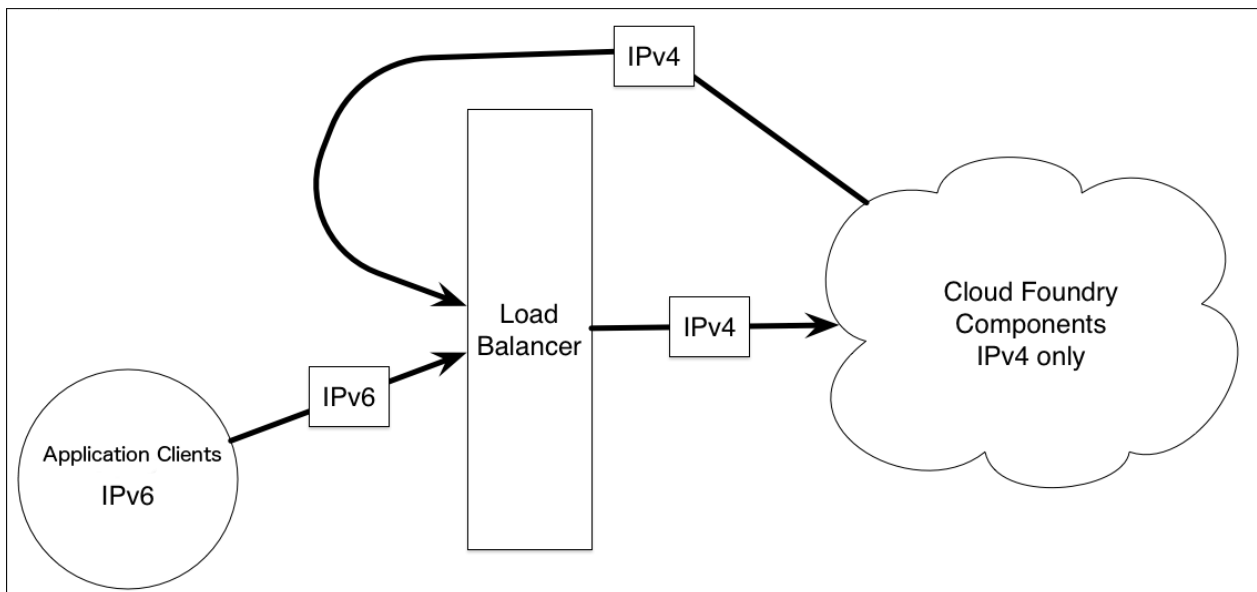 IPv4
Load
Balancer
IPv4
Cloud Foundry
Components
IPv4 only
IPv6
Application Clients
IPv6